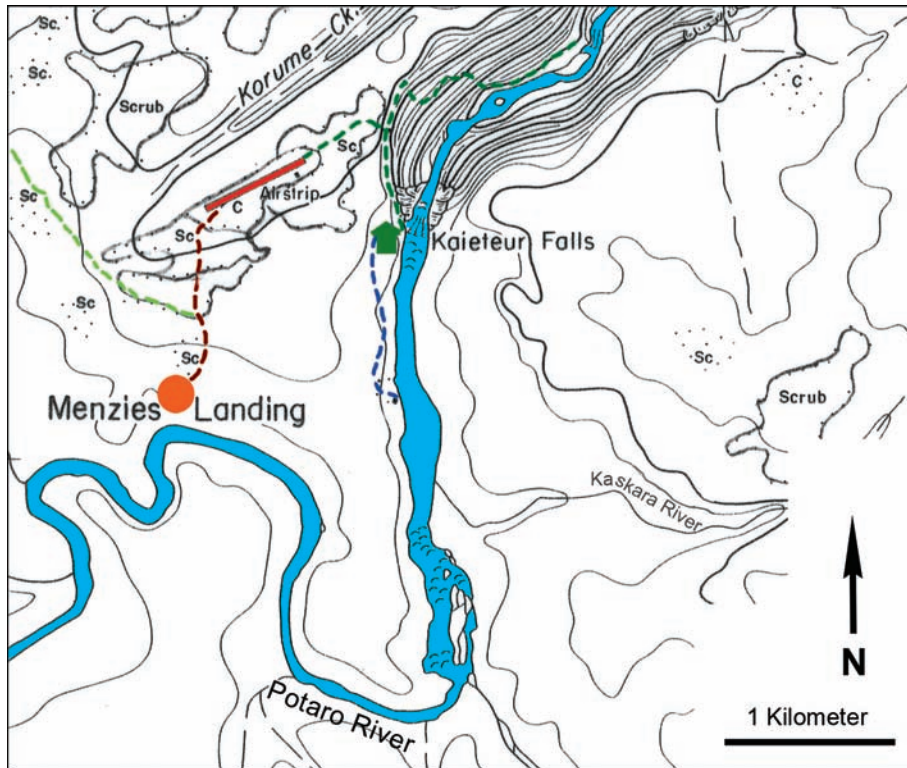 Sc.
Korume Ck.
C
Sc.
Scrub
Sc.
Airstrip
Sc
C
Sc
Kaieteur Falls
Sc
Sc
Sc
Scrub
Menzies Landing
Kaskara River
N
Potaro River
1 Kilometer